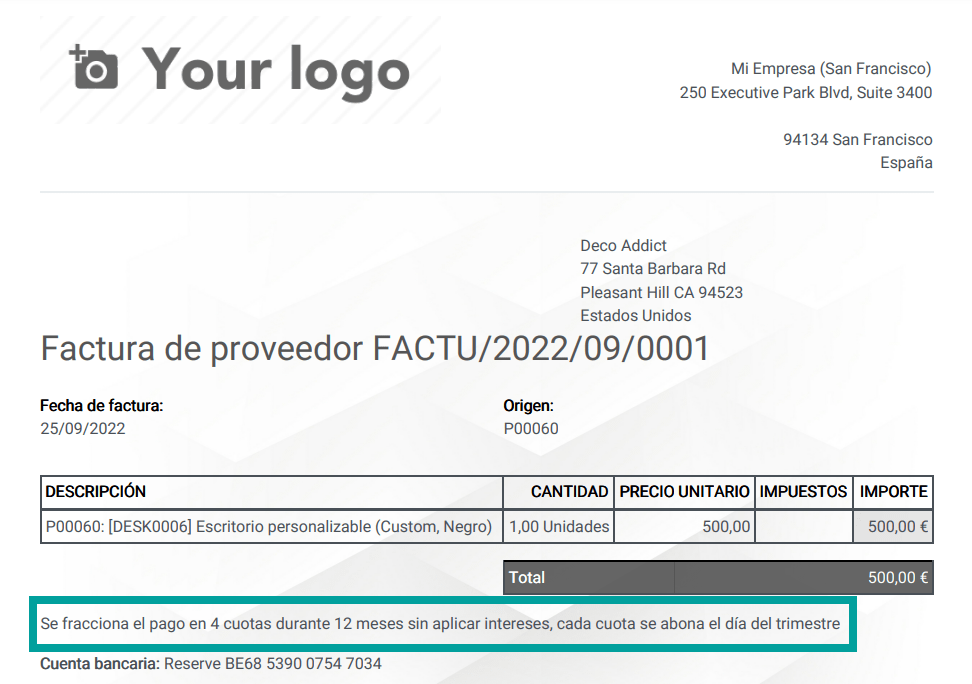 Your logo
Mi Empresa (San Francisco)
250 Executive Park Blvd, Suite 3400
94134 San Francisco
España
Deco Addict
77 Santa Barbara Rd
Pleasant Hill CA 94523
Estados Unidos
Factura de proveedor FACTU/2022/09/0001
Fecha de factura: Origen:
25/09/2022 P00060
DESCRIPCIÓN CANTIDAD PRECIO UNITARIO IMPUESTOS IMPORTE
P00060: [DESK0006] Escritorio personalizable (Custom, Negro) 1,00 Unidades 500,00 500,00 €
Total 500,00 €
Se fracciona el pago en 4 cuotas durante 12 meses sin aplicar intereses, cada cuota se abona el día del trimestre
Cuenta bancaria: Reserve BE68 5390 0754 7034